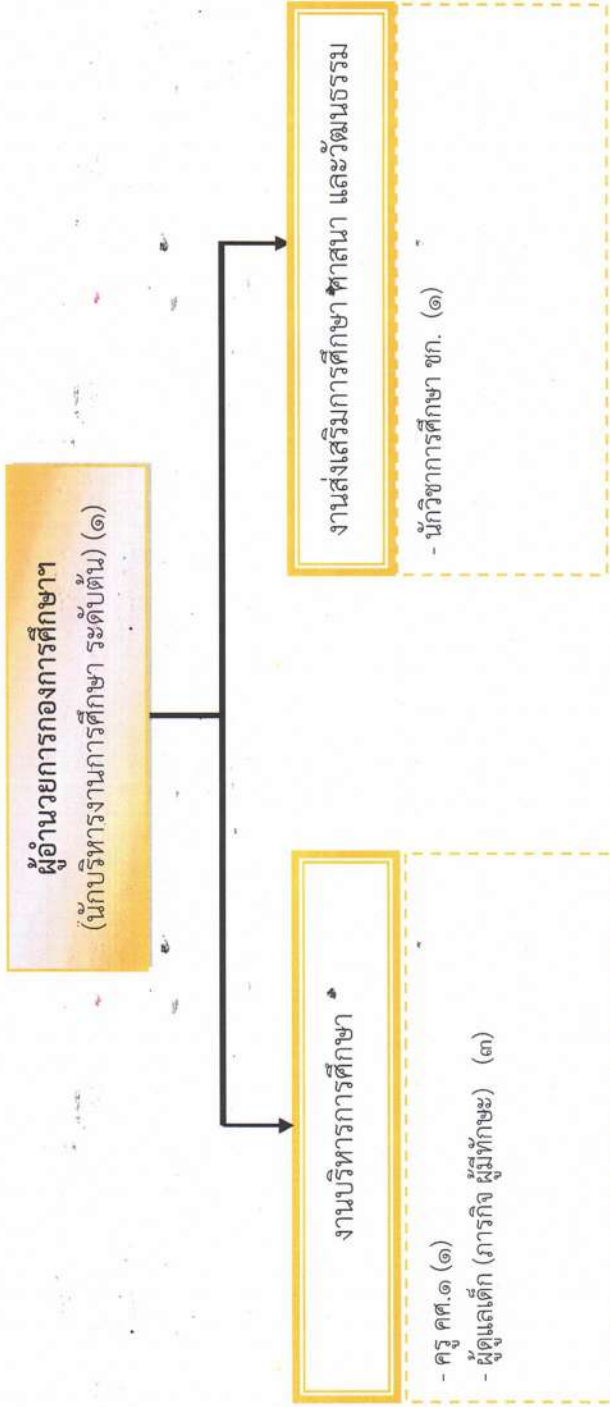 ผู้อำนวยการกองการศึกษาฯ
(นักบริหารงานการศึกษา ระดับต้น) (๑)
งานบริหารการศึกษา
- ครู คศ.๑ (๑)
- ผู้ดูแลเด็ก (ภารกิจ ผู้มีทักษะ) (๓)
งานส่งเสริมการศึกษา ศาสนา และวัฒนธรรม
- นักวิชาการศึกษา ชก. (๑)